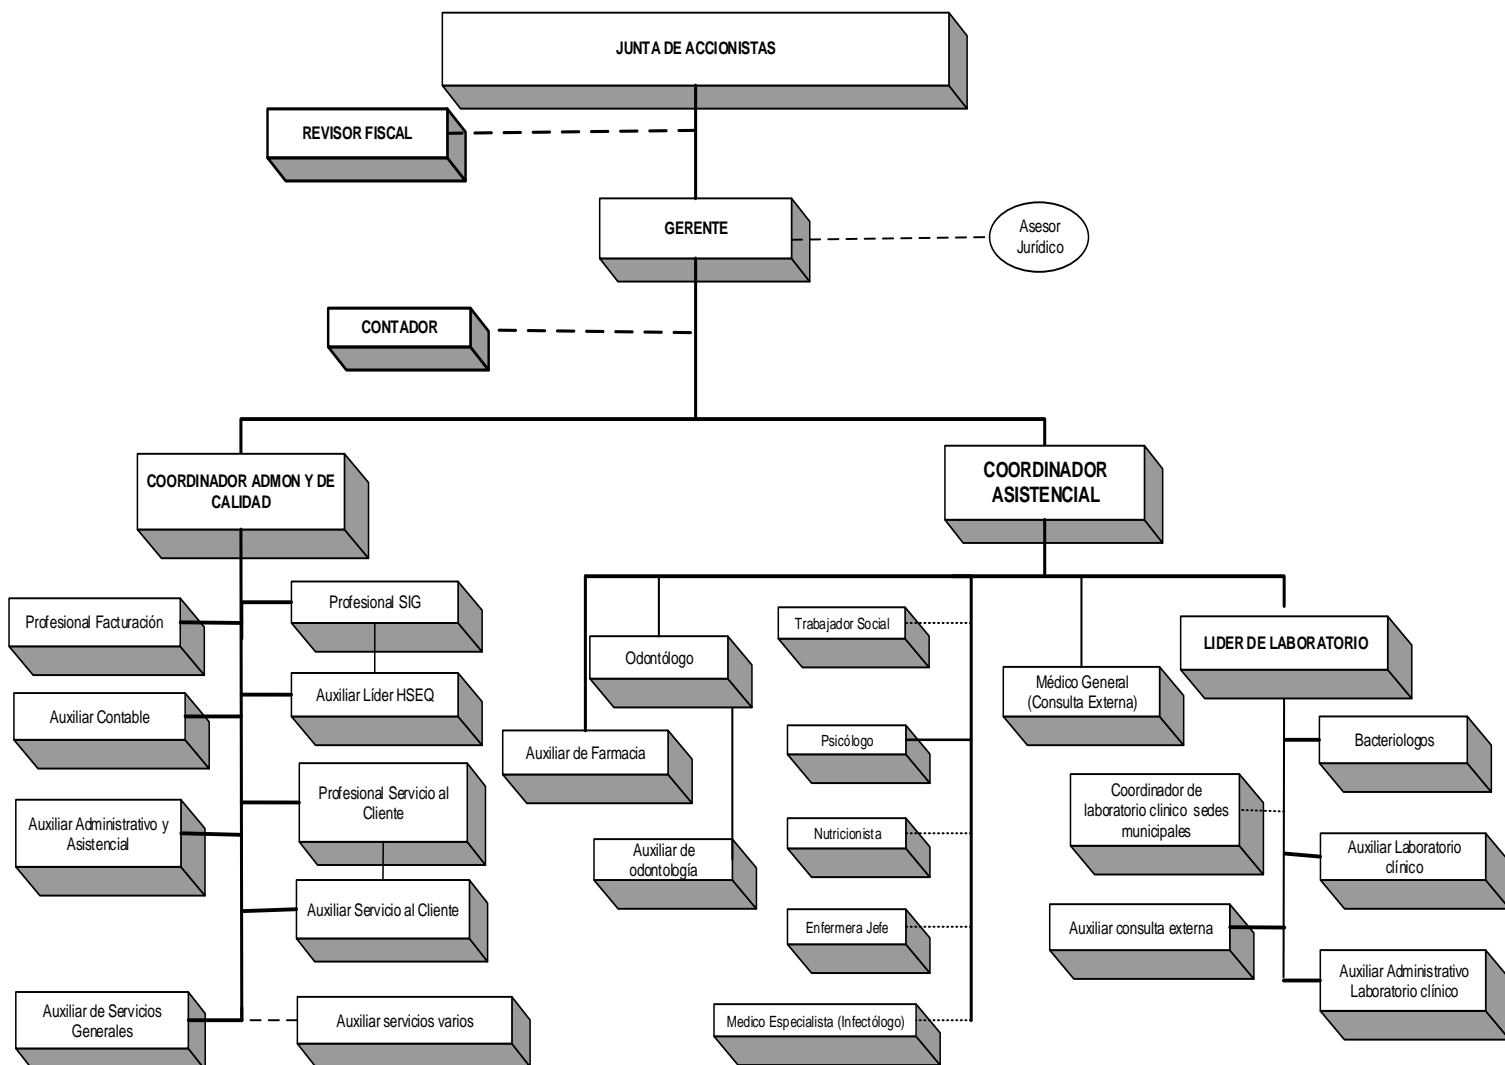 JUNTA DE ACCIONISTAS
REVISOR FISCAL
GERENTE
Asesor
Jurídico
CONTADOR
COORDINADOR ADMON Y DE
CALIDAD
COORDINADOR
ASISTENCIAL
Profesional Facturación
Profesional SIG
Auxiliar Contable
Auxiliar Líder HSEQ
Auxiliar Administrativo y
Asistencial
Profesional Servicio al
Cliente
Auxiliar Servicio al Cliente
Auxiliar de Servicios
Generales
Auxiliar servicios varios
Odontólogo
Auxiliar de Farmacia
Auxiliar de
odontología
Trabajador Social
Psicólogo
Nutricionista
Enfermera Jefe
Medico Especialista (Infectólogo)
Médico General
(Consulta Externa)
LIDER DE LABORATORIO
Bacteriologos
Coordinador de
laboratorio clinico sedes
municipales
Auxiliar Laboratorio
clínico
Auxiliar consulta externa
Auxiliar Administrativo
Laboratorio clínico